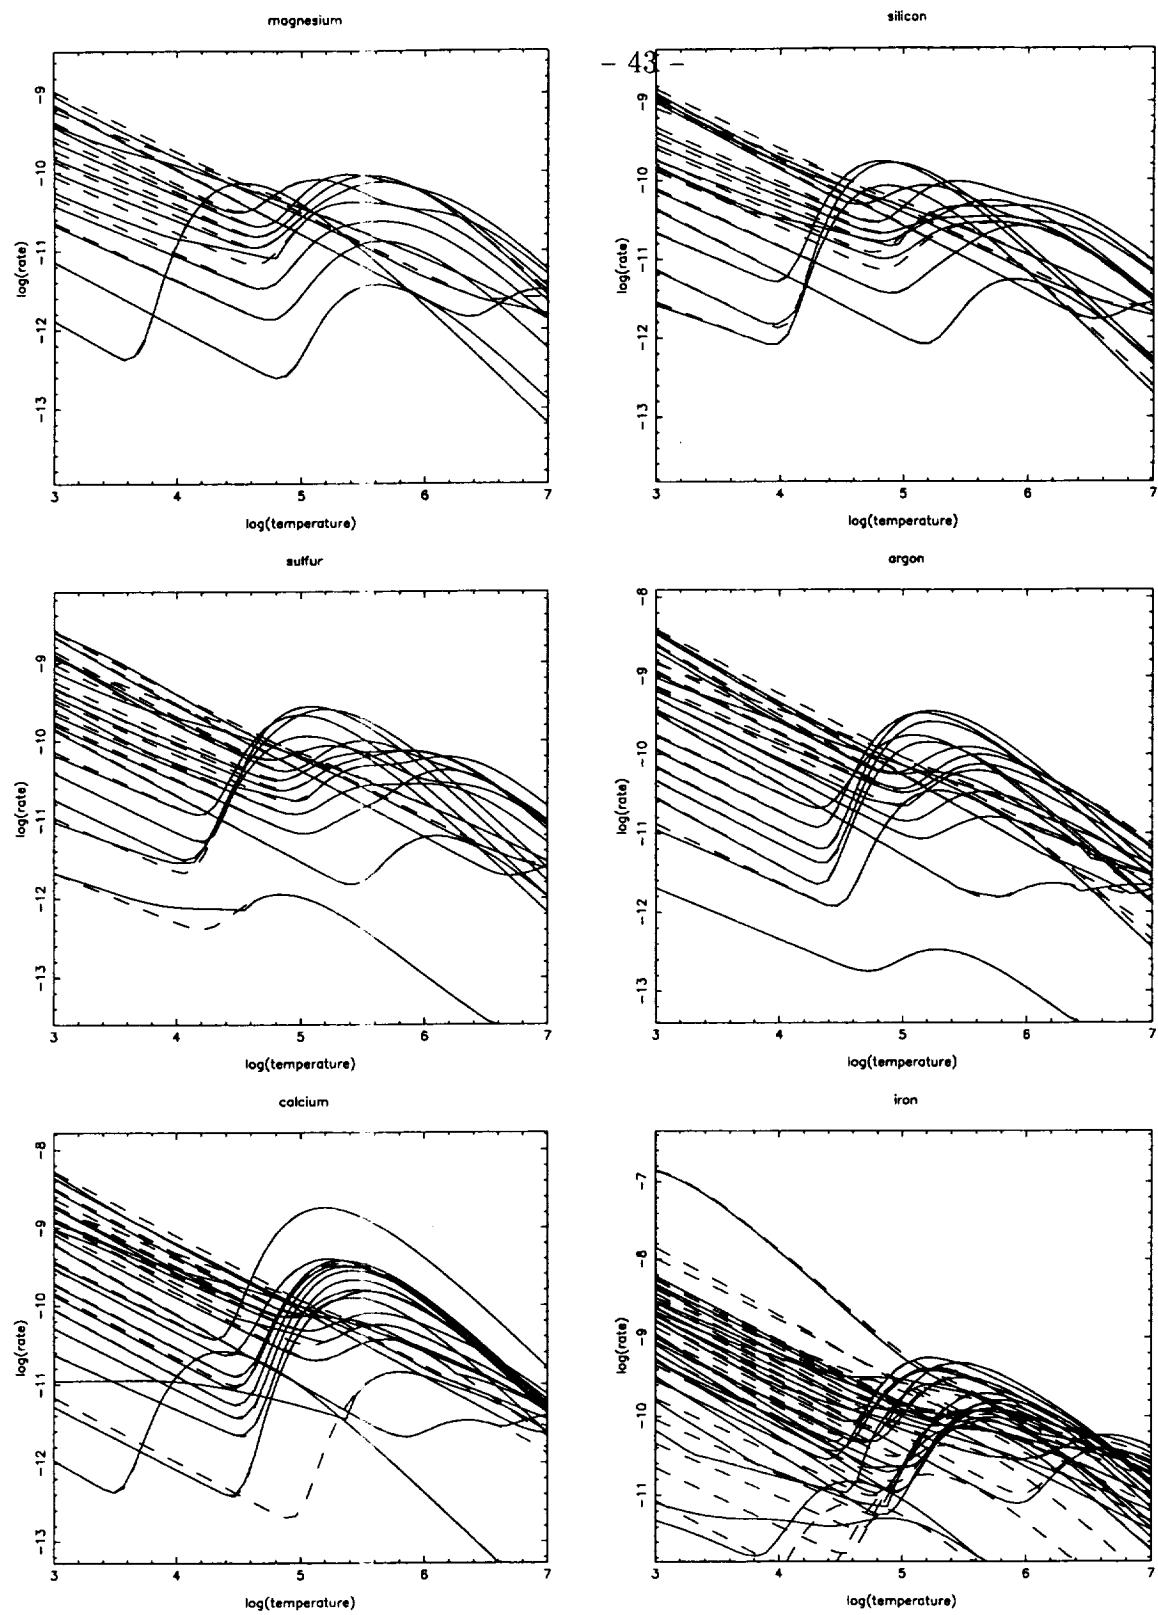 magnesium
silicon
– 43 –
-9
-10
-11
-12
-13
log(rate)
3 4 5 6 7
log(temperature)
-9
-10
-11
-12
-13
log(rate)
3 4 5 6 7
log(temperature)
sulfur
argon
-9
-10
-11
-12
-13
log(rate)
3 4 5 6 7
log(temperature)
-8
-9
-10
-11
-12
-13
log(rate)
3 4 5 6 7
log(temperature)
calcium
iron
-8
-9
-10
-11
-12
-13
log(rate)
3 4 5 6 7
log(temperature)
-7
-8
-9
-10
-11
log(rate)
3 4 5 6 7
log(temperature)